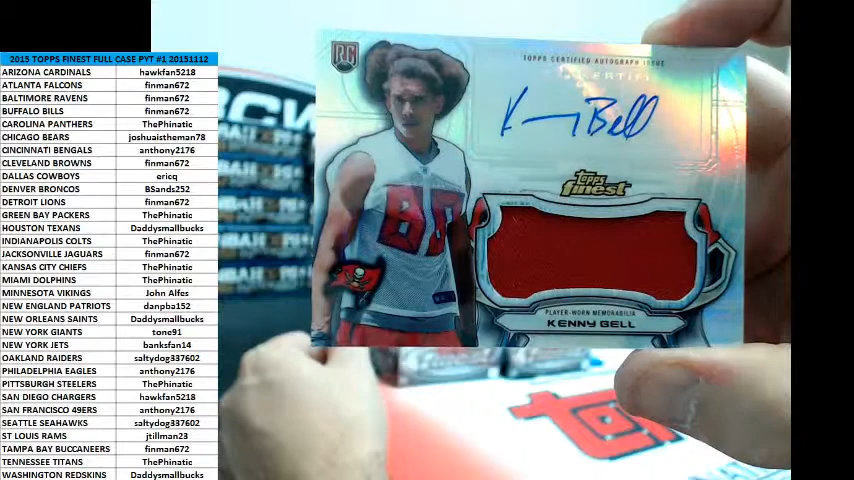 2015 TOPPS FINEST FULL CASE PYT #1 20151112
ARIZONA CARDINALS hawkfan5218
ATLANTA FALCONS finman672
BALTIMORE RAVENS finman672
BUFFALO BILLS finman672
CAROLINA PANTHERS ThePhinatic
CHICAGO BEARS joshuaistheman78
CINCINNATI BENGALS anthony2176
CLEVELAND BROWNS finman672
DALLAS COWBOYS ericq
DENVER BRONCOS BSands252
DETROIT LIONS finman672
GREEN BAY PACKERS ThePhinatic
HOUSTON TEXANS Daddysmallbucks
INDIANAPOLIS COLTS ThePhinatic
JACKSONVILLE JAGUARS finman672
KANSAS CITY CHIEFS ThePhinatic
MIAMI DOLPHINS ThePhinatic
MINNESOTA VIKINGS John Alfes
NEW ENGLAND PATRIOTS danpba152
NEW ORLEANS SAINTS Daddysmallbucks
NEW YORK GIANTS tone91
NEW YORK JETS banksfan14
OAKLAND RAIDERS saltydog337602
PHILADELPHIA EAGLES anthony2176
PITTSBURGH STEELERS ThePhinatic
SAN DIEGO CHARGERS hawkfan5218
SAN FRANCISCO 49ERS anthony2176
SEATTLE SEAHAWKS saltydog337602
ST LOUIS RAMS jtillman23
TAMPA BAY BUCCANEERS finman672
TENNESSEE TITANS ThePhinatic
WASHINGTON REDSKINS Daddysmallbucks
RC
TOPPS CERTIFIED AUTOGRAPH ISSUE
Kenny Bell
topps
finest
80
PLAYER-WORN MEMORABILIA
KENNY BELL